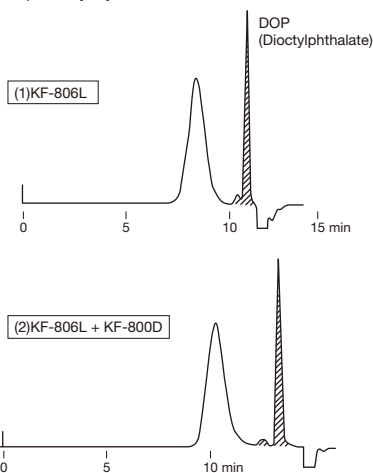 DOP
(Dioctylphthalate)
(1)KF-806L
0 5 10 15 min
(2)KF-806L + KF-800D
0 5 10 min